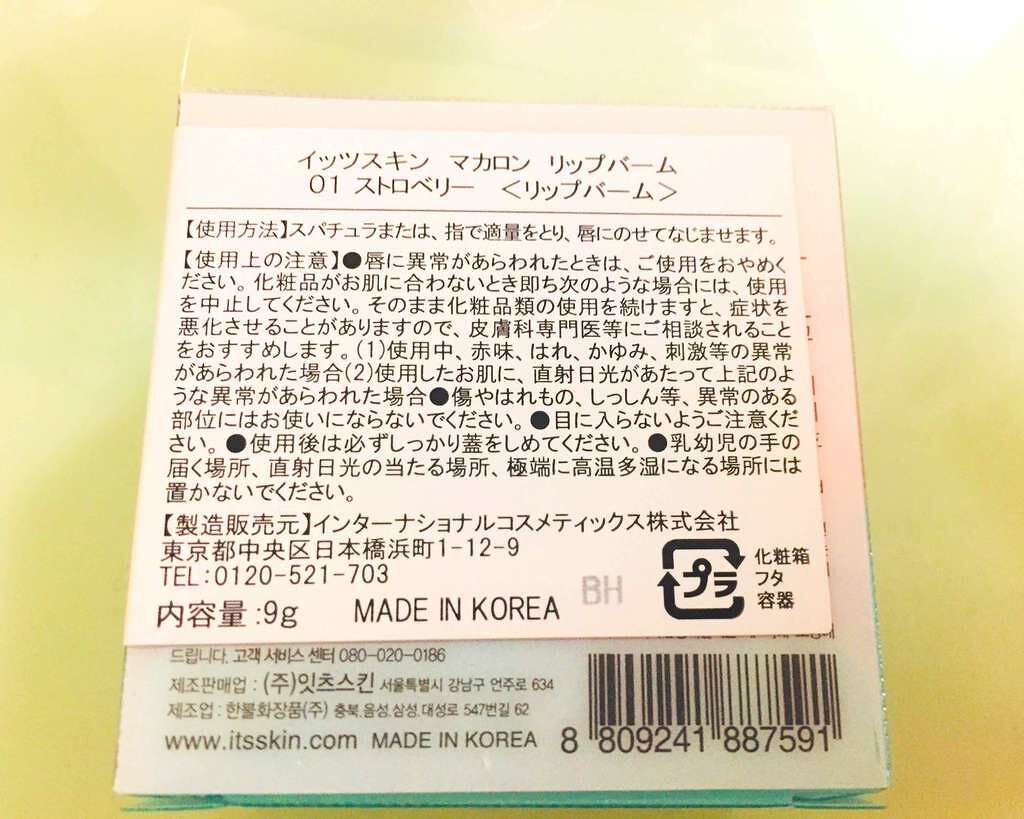 イッツスキン マカロン リップバーム
01 ストロベリー <リップバーム>
【使用方法】スパチュラまたは、指で適量をとり、唇にのせてなじませます。
【使用上の注意】●唇に異常があらわれたときは、ご使用をおやめく
ださい。化粧品がお肌に合わないとき即ち次のような場合には、使用
を中止してください。そのまま化粧品類の使用を続けますと、症状を
悪化させることがありますので、皮膚科専門医等にご相談されること
をおすすめします。(1)使用中、赤味、はれ、かゆみ、刺激等の異常
があらわれた場合(2)使用したお肌に、直射日光があたって上記のよ
うな異常があらわれた場合●傷やはれもの、しっしん等、異常のある
部位にはお使いにならないでください。●目に入らないようご注意くだ
さい。●使用後は必ずしっかり蓋をしめてください。●乳幼児の手の
届く場所、直射日光の当たる場所、極端に高温多湿になる場所には
置かないでください。
【製造販売元】インターナショナルコスメティックス株式会社
東京都中央区日本橋浜町1-12-9
TEL:0120-521-703
内容量:9g MADE IN KOREA BH
プラ
化粧箱
フタ
容器
드립니다. 고객 서비스 센터 080-020-0186
제조판매업 : (주)잇츠스킨 서울특별시 강남구 언주로 634
제조업 : 한불화장품(주) 충북.음성.삼성.대성로 547번길 62
www.itsskin.com MADE IN KOREA
8 809241 887591